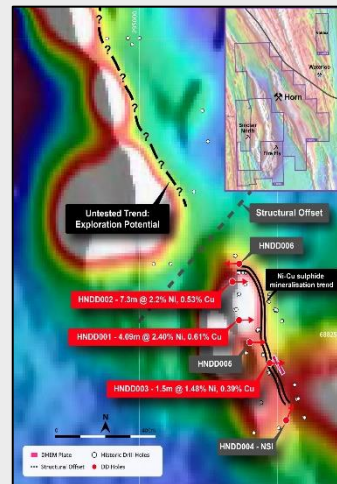 Waterloo
Horn
Sinclair
North
Untested Trend:
Exploration Potential
Structural Offset
HNDD006
Ni-Cu sulphide
mineralisation trend
HNDD002 - 7.3m @ 2.2% Ni, 0.53% Cu
HNDD001 - 4.09m @ 2.40% Ni, 0.61% Cu
HNDD005
HNDD003 - 1.5m @ 1.48% Ni, 0.39% Cu
HNDD004 - NSI
N
DHEM Plate
Historic Drill Holes
Structural Offset
DD Holes
? ? ? ? ? ? ?